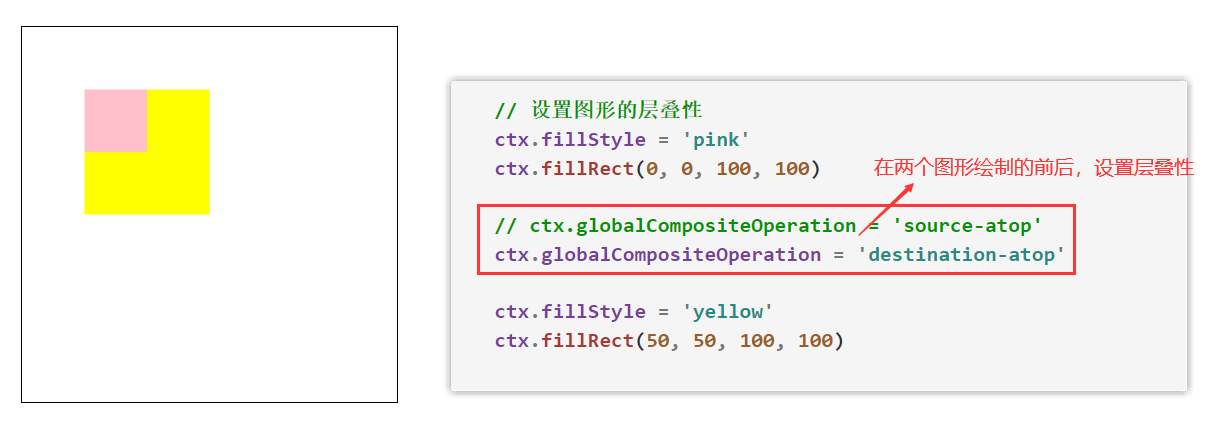 // 设置图形的层叠性
ctx.fillStyle = 'pink'
ctx.fillRect(0, 0, 100, 100)
在两个图形绘制的前后，设置层叠性
// ctx.globalCompositeOperation = 'source-atop'
ctx.globalCompositeOperation = 'destination-atop'
ctx.fillStyle = 'yellow'
ctx.fillRect(50, 50, 100, 100)